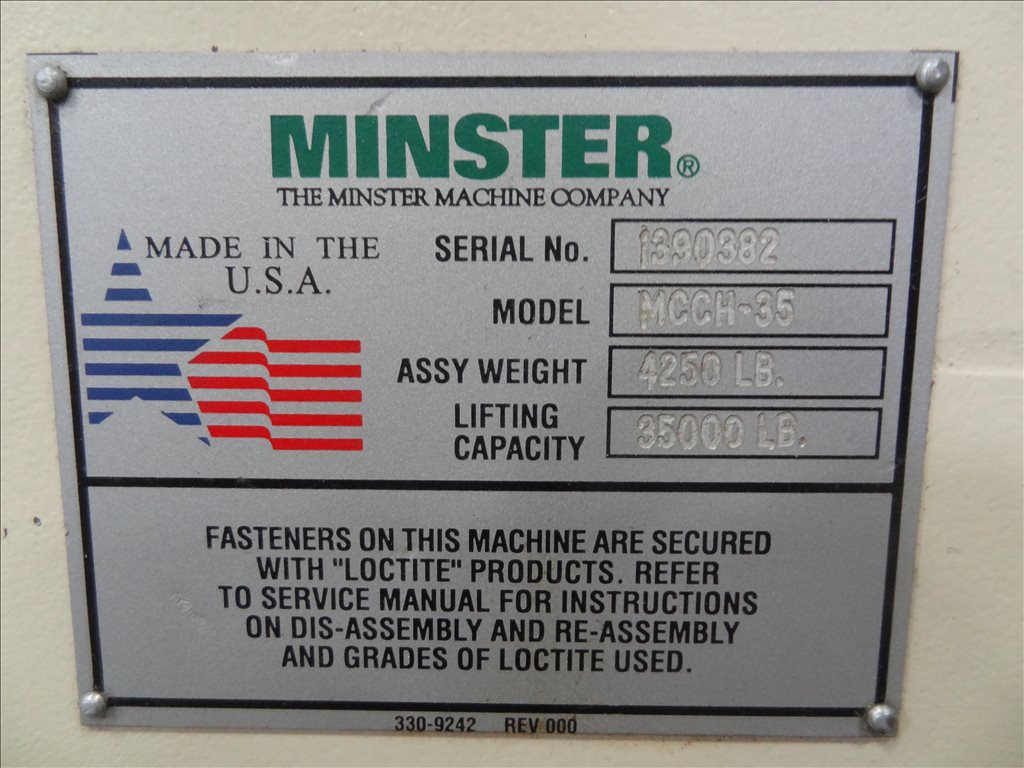 MINSTER®
THE MINSTER MACHINE COMPANY
MADE IN THE
U.S.A.
SERIAL No. 1390382
MODEL MCCH-35
ASSY WEIGHT 4250 LB.
LIFTING
CAPACITY 35000 LB.
FASTENERS ON THIS MACHINE ARE SECURED
WITH "LOCTITE" PRODUCTS. REFER
TO SERVICE MANUAL FOR INSTRUCTIONS
ON DIS-ASSEMBLY AND RE-ASSEMBLY
AND GRADES OF LOCTITE USED.
330-9242 REV 000